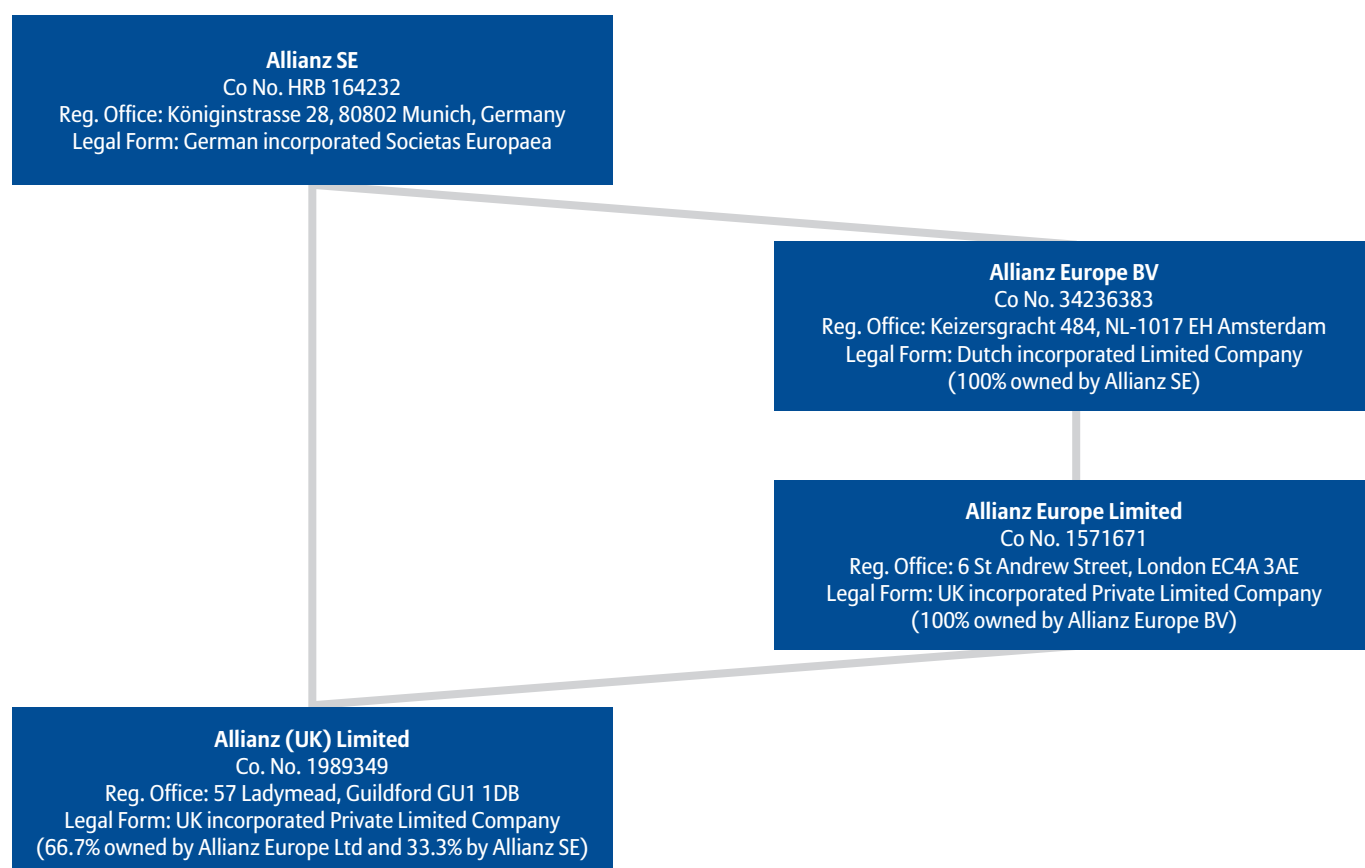 Allianz SE
Co No. HRB 164232
Reg. Office: Königinstrasse 28, 80802 Munich, Germany
Legal Form: German incorporated Societas Europaea
Allianz Europe BV
Co No. 34236383
Reg. Office: Keizersgracht 484, NL-1017 EH Amsterdam
Legal Form: Dutch incorporated Limited Company
(100% owned by Allianz SE)
Allianz Europe Limited
Co No. 1571671
Reg. Office: 6 St Andrew Street, London EC4A 3AE
Legal Form: UK incorporated Private Limited Company
(100% owned by Allianz Europe BV)
Allianz (UK) Limited
Co. No. 1989349
Reg. Office: 57 Ladymead, Guildford GU1 1DB
Legal Form: UK incorporated Private Limited Company
(66.7% owned by Allianz Europe Ltd and 33.3% by Allianz SE)